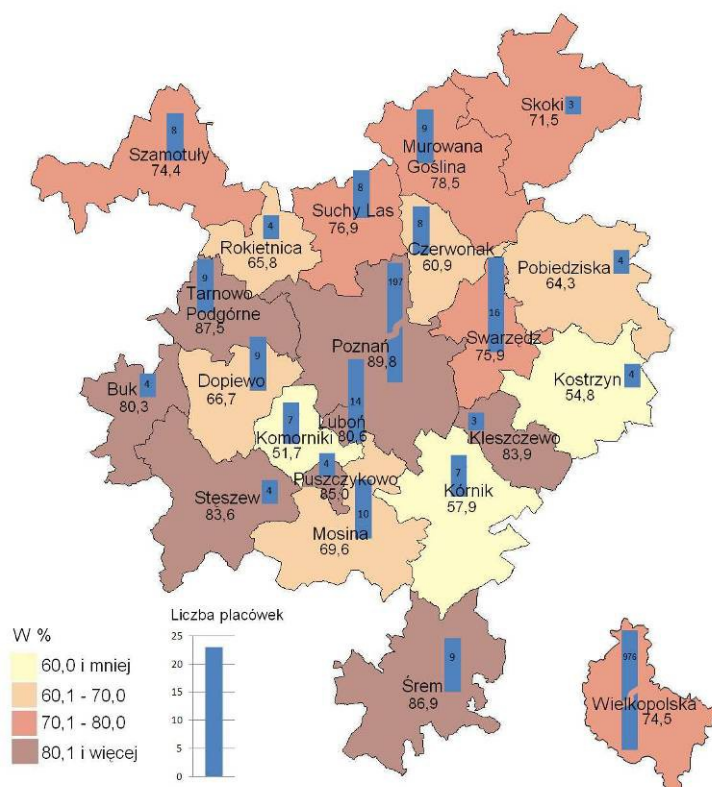 Skoki
3
71,5
8
Szamotuły
74,4
9
Murowana
Goślina
78,5
8
Suchy Las
76,9
4
Rokietnica
65,8
8
Czerwonak
60,9
4
Pobiedziska
64,3
9
Tarnowo
Podgórne
87,5
197
Poznań
89,8
16
Swarzędz
75,9
9
Dopiewo
66,7
4
Buk
80,3
4
Kostrzyn
54,8
14
Luboń
80,6
7
Komorniki
51,7
3
Kleszczewo
83,9
4
Puszczykowo
85,0
7
Kórnik
57,9
4
Stęszew
83,6
10
Mosina
69,6
9
Śrem
86,9
976
Wielkopolska
74,5
W %
60,0 i mniej
60,1 - 70,0
70,1 - 80,0
80,1 i więcej
Liczba placówek
25
20
15
10
5
0